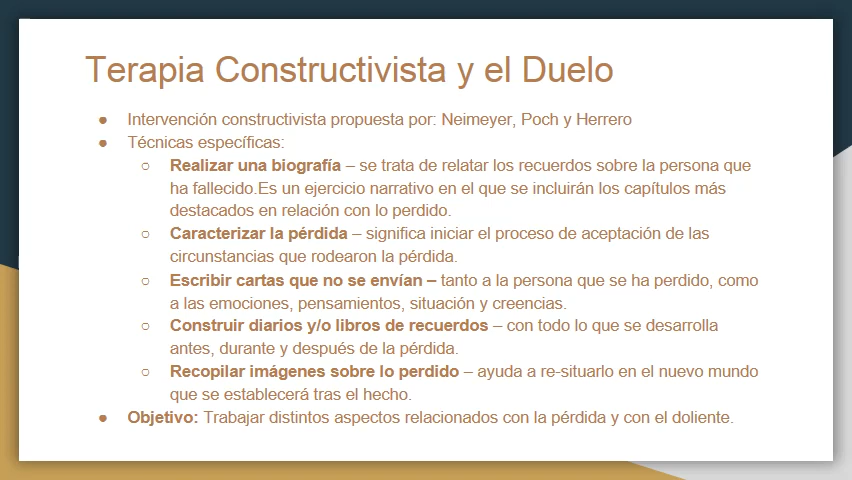 Terapia Constructivista y el Duelo
● Intervención constructivista propuesta por: Neimeyer, Poch y Herrero
● Técnicas específicas:
○ Realizar una biografía – se trata de relatar los recuerdos sobre la persona que
ha fallecido.Es un ejercicio narrativo en el que se incluirán los capítulos más
destacados en relación con lo perdido.
○ Caracterizar la pérdida – significa iniciar el proceso de aceptación de las
circunstancias que rodearon la pérdida.
○ Escribir cartas que no se envían – tanto a la persona que se ha perdido, como
a las emociones, pensamientos, situación y creencias.
○ Construir diarios y/o libros de recuerdos – con todo lo que se desarrolla
antes, durante y después de la pérdida.
○ Recopilar imágenes sobre lo perdido – ayuda a re-situarlo en el nuevo mundo
que se establecerá tras el hecho.
● Objetivo: Trabajar distintos aspectos relacionados con la pérdida y con el doliente.